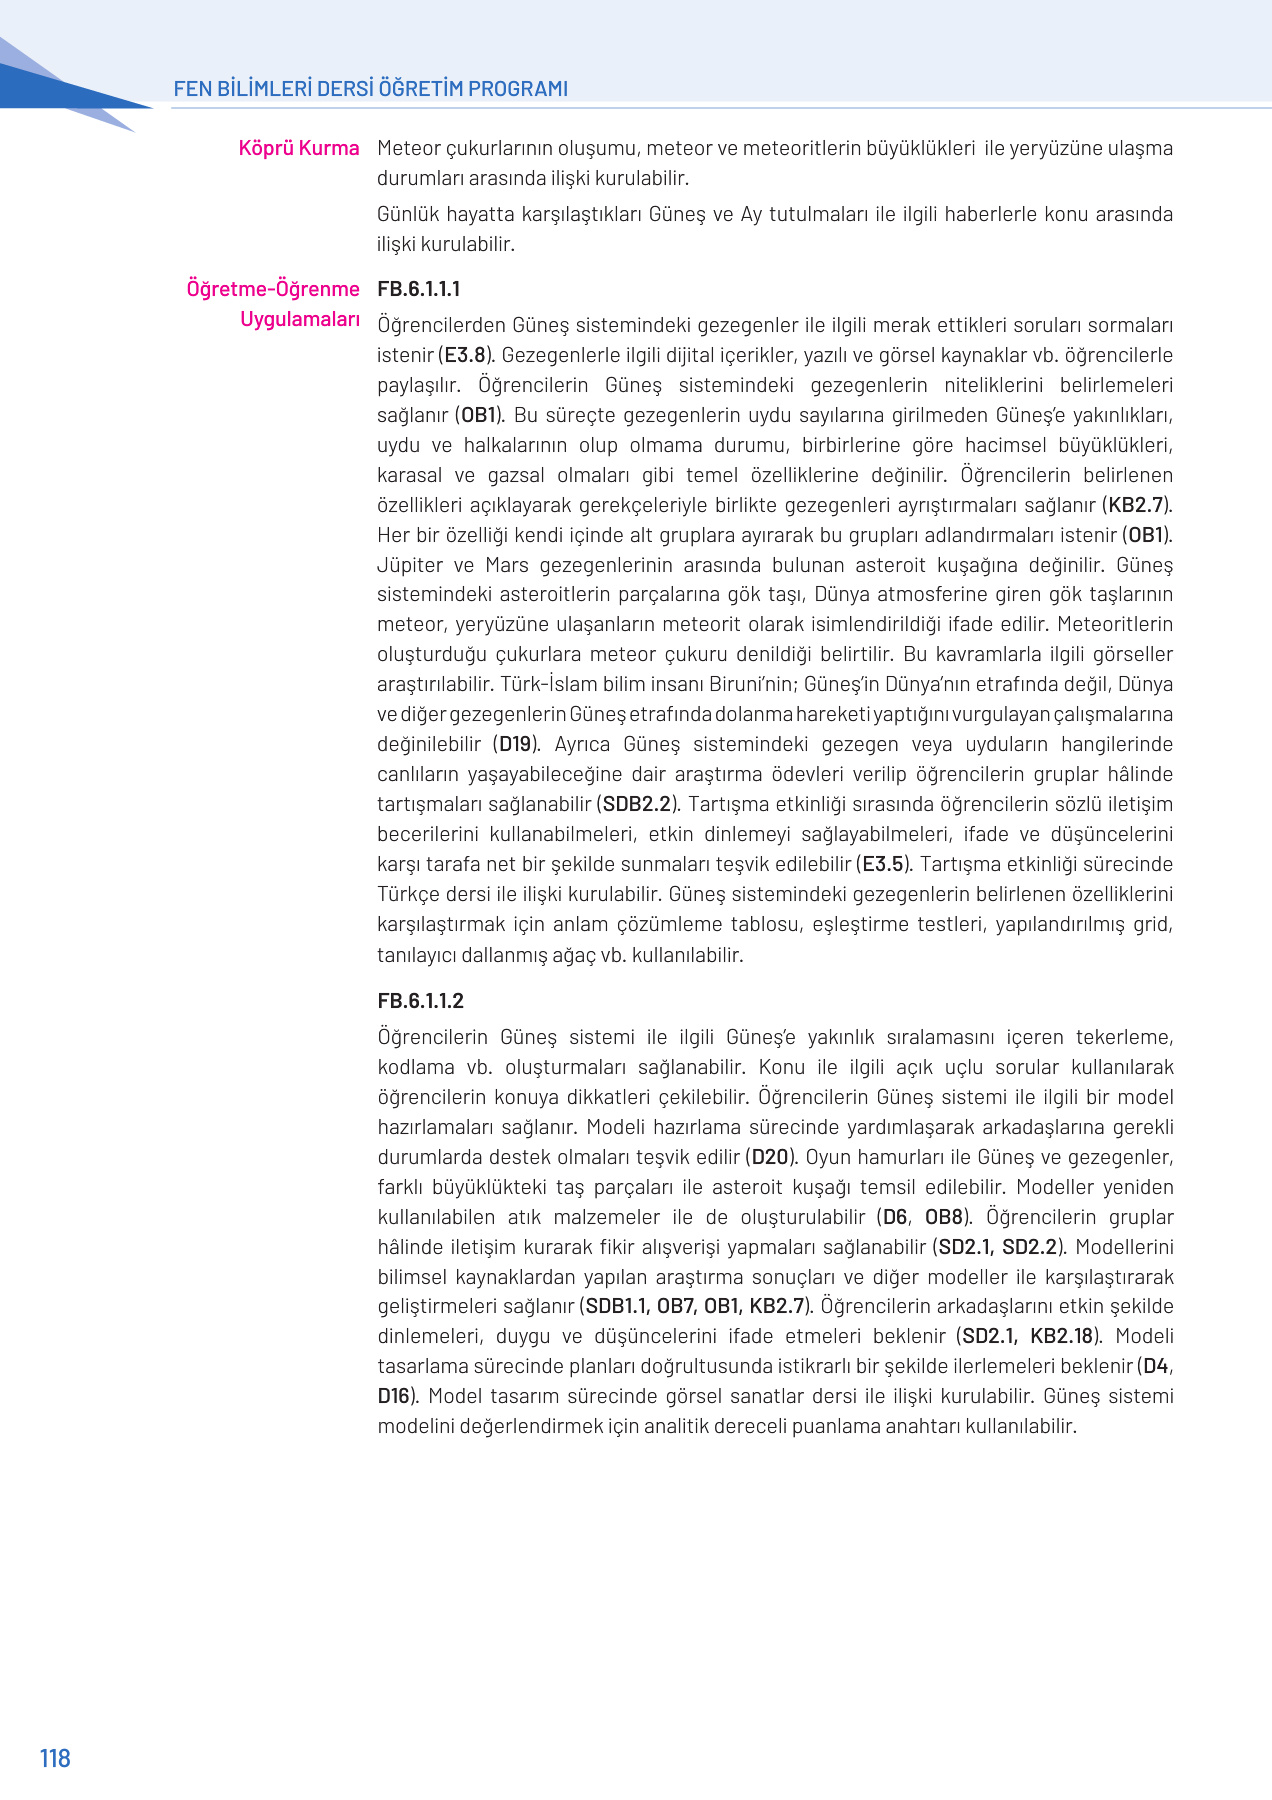 FEN BİLİMLERİ DERSİ ÖĞRETİM PROGRAMI
Köprü Kurma
Meteor çukurlarının oluşumu, meteor ve meteoritlerin büyüklükleri ile yeryüzüne ulaşma
durumları arasında ilişki kurulabilir.
Günlük hayatta karşılaştıkları Güneş ve Ay tutulmaları ile ilgili haberlerle konu arasında
ilişki kurulabilir.
Öğretme-Öğrenme
Uygulamaları
FB.6.1.1.1
Öğrencilerden Güneş sistemindeki gezegenler ile ilgili merak ettikleri soruları sormaları
istenir (E3.8). Gezegenlerle ilgili dijital içerikler, yazılı ve görsel kaynaklar vb. öğrencilerle
paylaşılır. Öğrencilerin Güneş sistemindeki gezegenlerin niteliklerini belirlemeleri
sağlanır (OB1). Bu süreçte gezegenlerin uydu sayılarına girilmeden Güneş’e yakınlıkları,
uydu ve halkalarının olup olmama durumu, birbirlerine göre hacimsel büyüklükleri,
karasal ve gazsal olmaları gibi temel özelliklerine değinilir. Öğrencilerin belirlenen
özellikleri açıklayarak gerekçeleriyle birlikte gezegenleri ayrıştırmaları sağlanır (KB2.7).
Her bir özelliği kendi içinde alt gruplara ayırarak bu grupları adlandırmaları istenir (OB1).
Jüpiter ve Mars gezegenlerinin arasında bulunan asteroit kuşağına değinilir. Güneş
sistemindeki asteroitlerin parçalarına gök taşı, Dünya atmosferine giren gök taşlarının
meteor, yeryüzüne ulaşanların meteorit olarak isimlendirildiği ifade edilir. Meteoritlerin
oluşturduğu çukurlara meteor çukuru denildiği belirtilir. Bu kavramlarla ilgili görseller
araştırılabilir. Türk-İslam bilim insanı Biruni’nin; Güneş’in Dünya’nın etrafında değil, Dünya
ve diğer gezegenlerin Güneş etrafında dolanma hareketi yaptığını vurgulayan çalışmalarına
değinilebilir (D19). Ayrıca Güneş sistemindeki gezegen veya uyduların hangilerinde
canlıların yaşayabileceğine dair araştırma ödevleri verilip öğrencilerin gruplar hâlinde
tartışmaları sağlanabilir (SDB2.2). Tartışma etkinliği sırasında öğrencilerin sözlü iletişim
becerilerini kullanabilmeleri, etkin dinlemeyi sağlayabilmeleri, ifade ve düşüncelerini
karşı tarafa net bir şekilde sunmaları teşvik edilebilir (E3.5). Tartışma etkinliği sürecinde
Türkçe dersi ile ilişki kurulabilir. Güneş sistemindeki gezegenlerin belirlenen özelliklerini
karşılaştırmak için anlam çözümleme tablosu, eşleştirme testleri, yapılandırılmış grid,
tanılayıcı dallanmış ağaç vb. kullanılabilir.
FB.6.1.1.2
Öğrencilerin Güneş sistemi ile ilgili Güneş’e yakınlık sıralamasını içeren tekerleme,
kodlama vb. oluşturmaları sağlanabilir. Konu ile ilgili açık uçlu sorular kullanılarak
öğrencilerin konuya dikkatleri çekilebilir. Öğrencilerin Güneş sistemi ile ilgili bir model
hazırlamaları sağlanır. Modeli hazırlama sürecinde yardımlaşarak arkadaşlarına gerekli
durumlarda destek olmaları teşvik edilir (D20). Oyun hamurları ile Güneş ve gezegenler,
farklı büyüklükteki taş parçaları ile asteroit kuşağı temsil edilebilir. Modeller yeniden
kullanılabilen atık malzemeler ile de oluşturulabilir (D6, OB8). Öğrencilerin gruplar
hâlinde iletişim kurarak fikir alışverişi yapmaları sağlanabilir (SD2.1, SD2.2). Modellerini
bilimsel kaynaklardan yapılan araştırma sonuçları ve diğer modeller ile karşılaştırarak
geliştirmeleri sağlanır (SDB1.1, OB7, OB1, KB2.7). Öğrencilerin arkadaşlarını etkin şekilde
dinlemeleri, duygu ve düşüncelerini ifade etmeleri beklenir (SD2.1, KB2.18). Modeli
tasarlama sürecinde planları doğrultusunda istikrarlı bir şekilde ilerlemeleri beklenir (D4,
D16). Model tasarım sürecinde görsel sanatlar dersi ile ilişki kurulabilir. Güneş sistemi
modelini değerlendirmek için analitik dereceli puanlama anahtarı kullanılabilir.
118